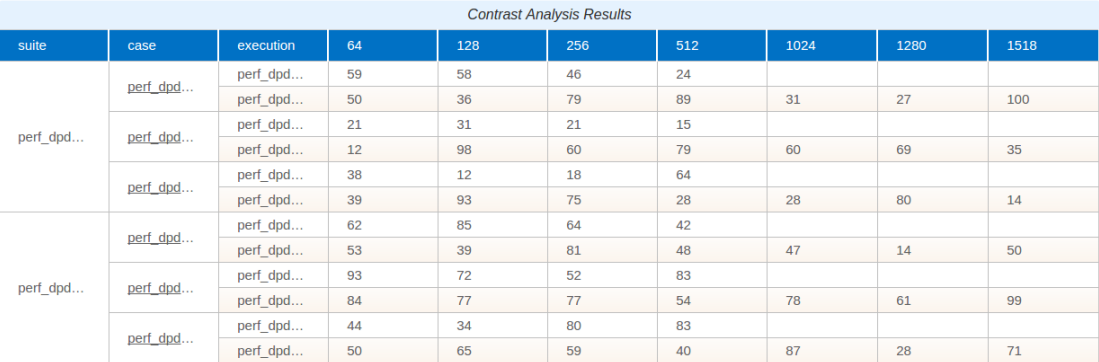 Contrast Analysis Results
suite case execution 64 128 256 512 1024 1280 1518
perf_dpd… perf_dpd… perf_dpd… 59 58 46 24
perf_dpd… 50 36 79 89 31 27 100
perf_dpd… perf_dpd… 21 31 21 15
perf_dpd… 12 98 60 79 60 69 35
perf_dpd… perf_dpd… 38 12 18 64
perf_dpd… 39 93 75 28 28 80 14
perf_dpd… perf_dpd… perf_dpd… 62 85 64 42
perf_dpd… 53 39 81 48 47 14 50
perf_dpd… perf_dpd… 93 72 52 83
perf_dpd… 84 77 77 54 78 61 99
perf_dpd… perf_dpd… 44 34 80 83
perf_dpd… 50 65 59 40 87 28 71